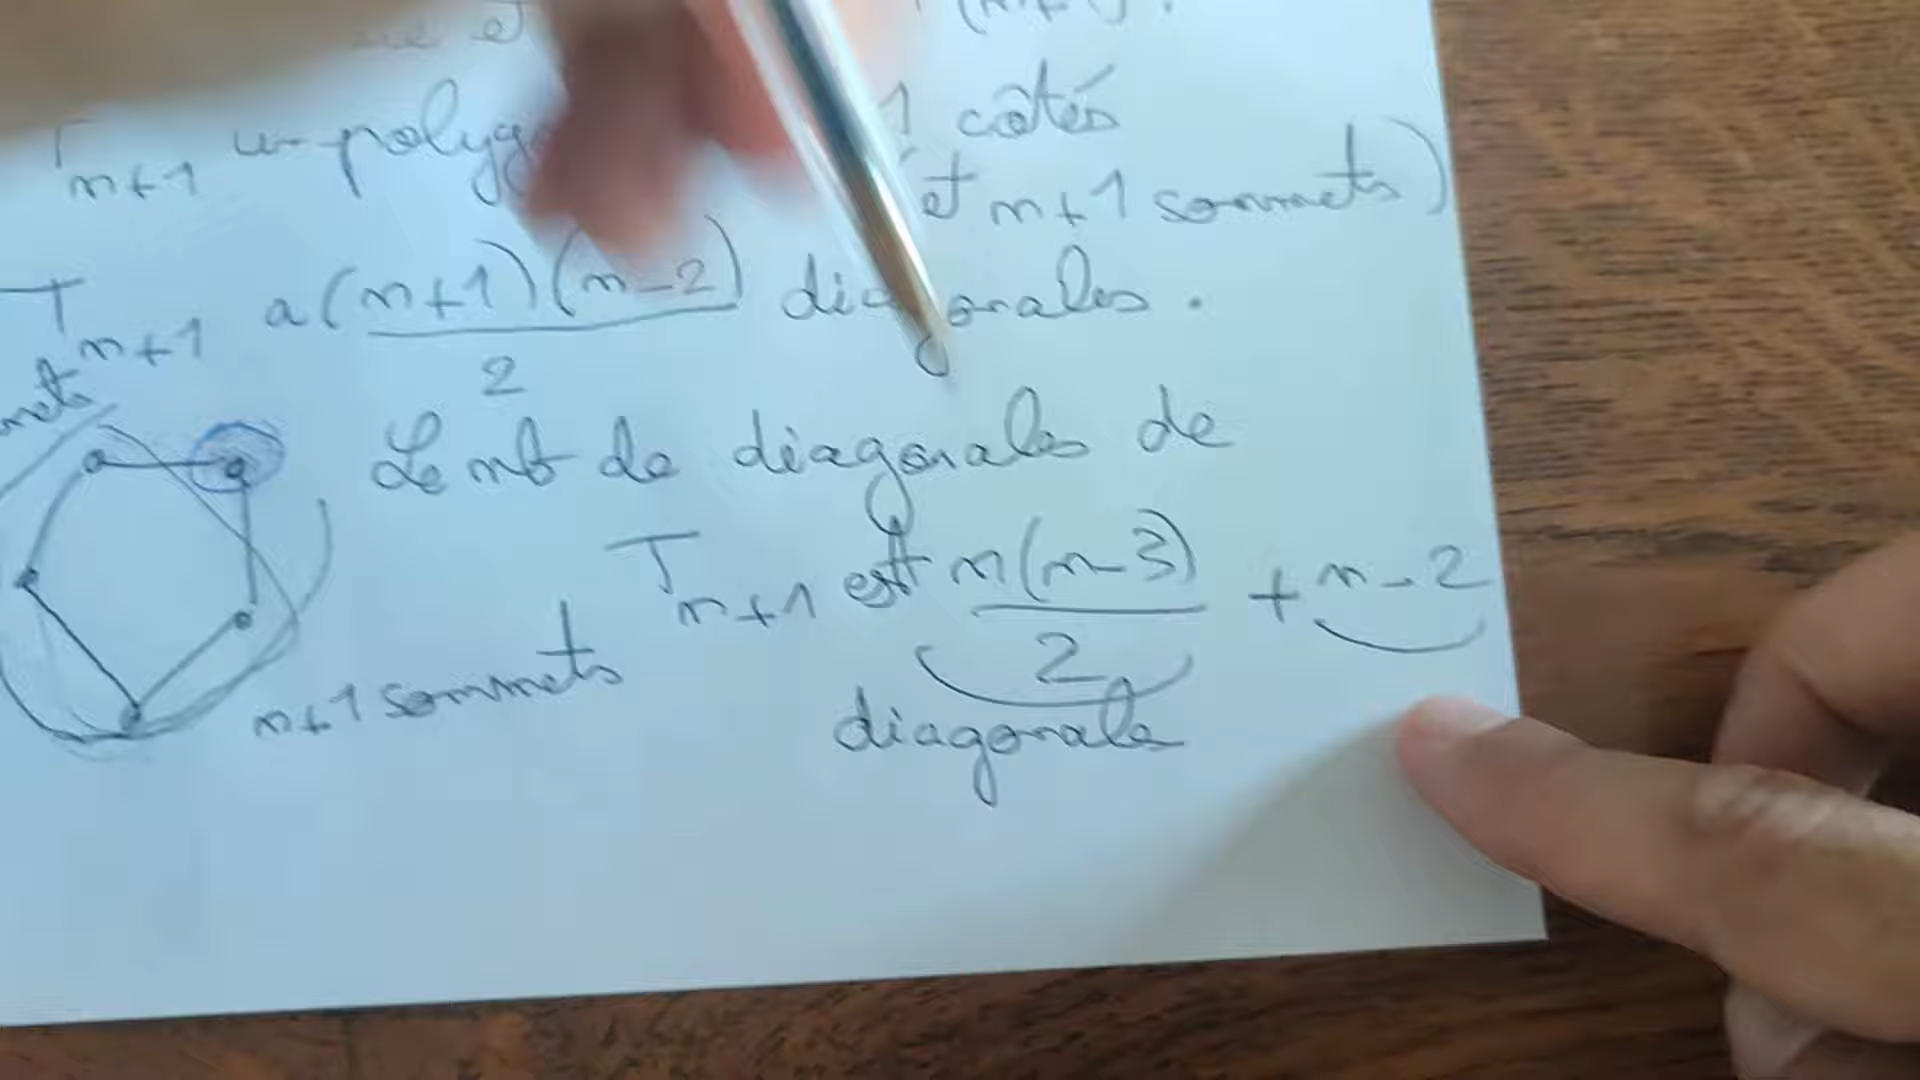 et
T n+1 un polyg 1 côtés
(et n+1 sommets)
T n+1 a (n+1)(n-2)/2 diagonales.
Le nb de diagonales de
T n+1 est n(n-3)/2 + n-2
n+1 sommets
diagonales